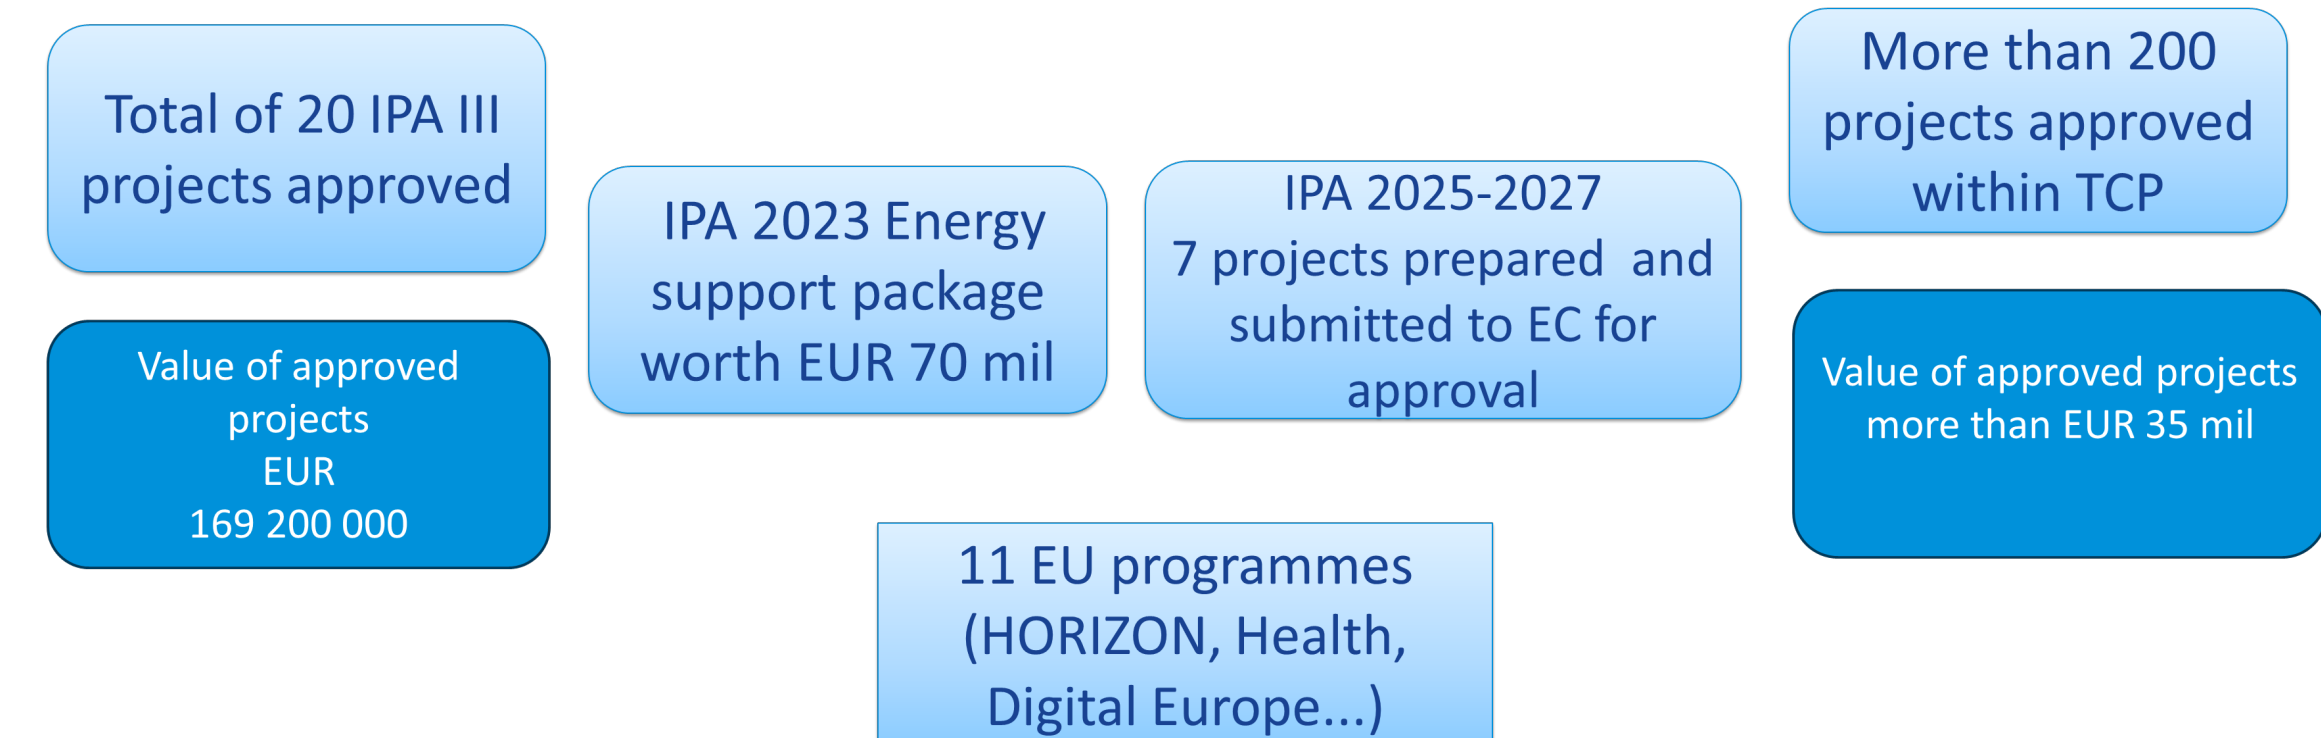 Total of 20 IPA III
projects approved
Value of approved
projects
EUR
169 200 000
IPA 2023 Energy
support package
worth EUR 70 mil
IPA 2025-2027
7 projects prepared  and
submitted to EC for
approval
More than 200
projects approved
within TCP
Value of approved projects
more than EUR 35 mil
11 EU programmes
(HORIZON, Health,
Digital Europe...)